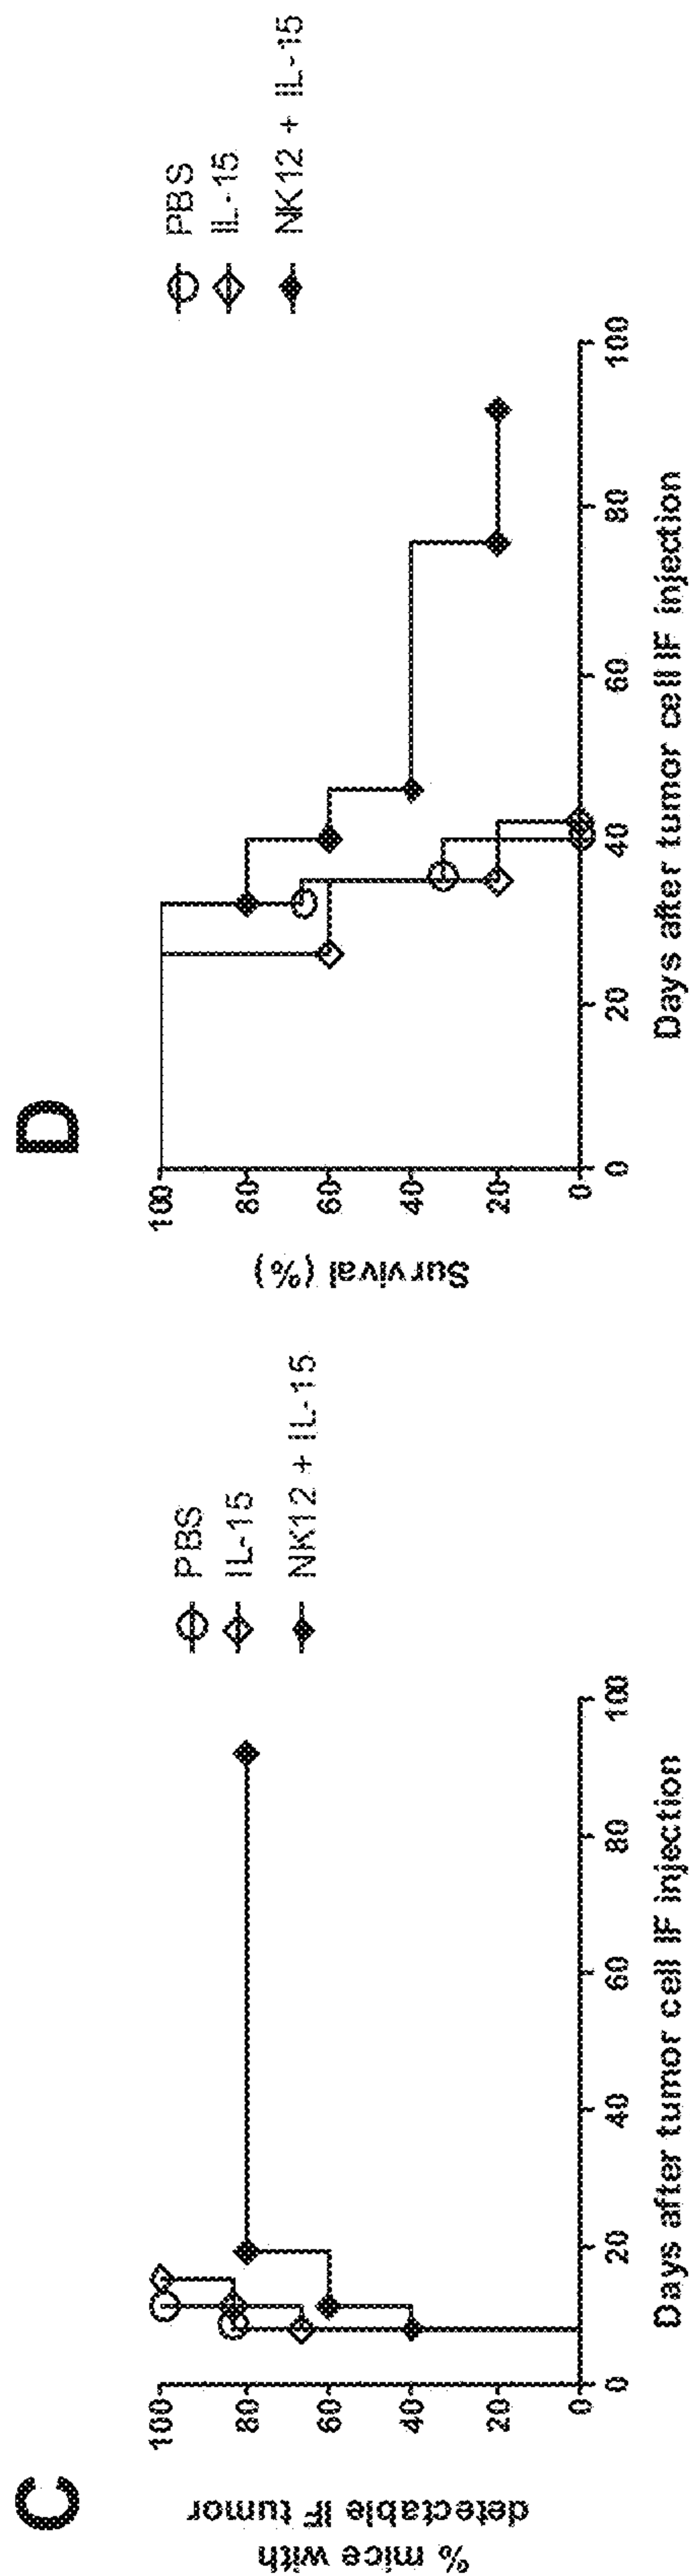 C
% mice with
detectable IF tumor
100
80
60
40
20
0
0
20
40
60
80
100
Days after tumor cell IF injection
PBS
IL-15
NK12 + IL-15
D
Survival (%)
100
80
60
40
20
0
0
20
40
60
80
100
Days after tumor cell IF injection
PBS
IL-15
NK12 + IL-15